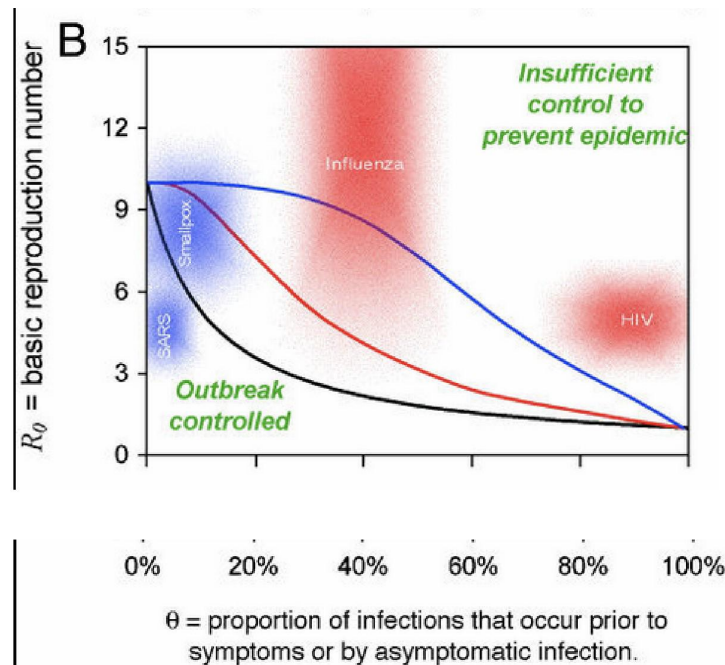 B
15
12
9
6
3
0
R0 = basic reproduction number
Insufficient
control to
prevent epidemic
Influenza
Smallpox
SARS
HIV
Outbreak
controlled
0% 20% 40% 60% 80% 100%
θ = proportion of infections that occur prior to
symptoms or by asymptomatic infection.